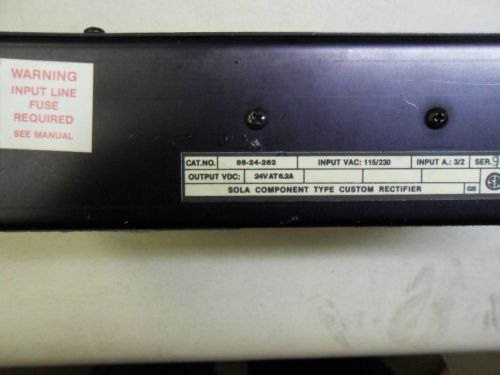 WARNING
INPUT LINE
FUSE
REQUIRED
SEE MANUAL
CAT.NO. 86-24-262 INPUT VAC: 115/230 INPUT A.: 3/2 SER.9
OUTPUT VDC: 24VAT6.2A
SOLA COMPONENT TYPE CUSTOM RECTIFIER GS